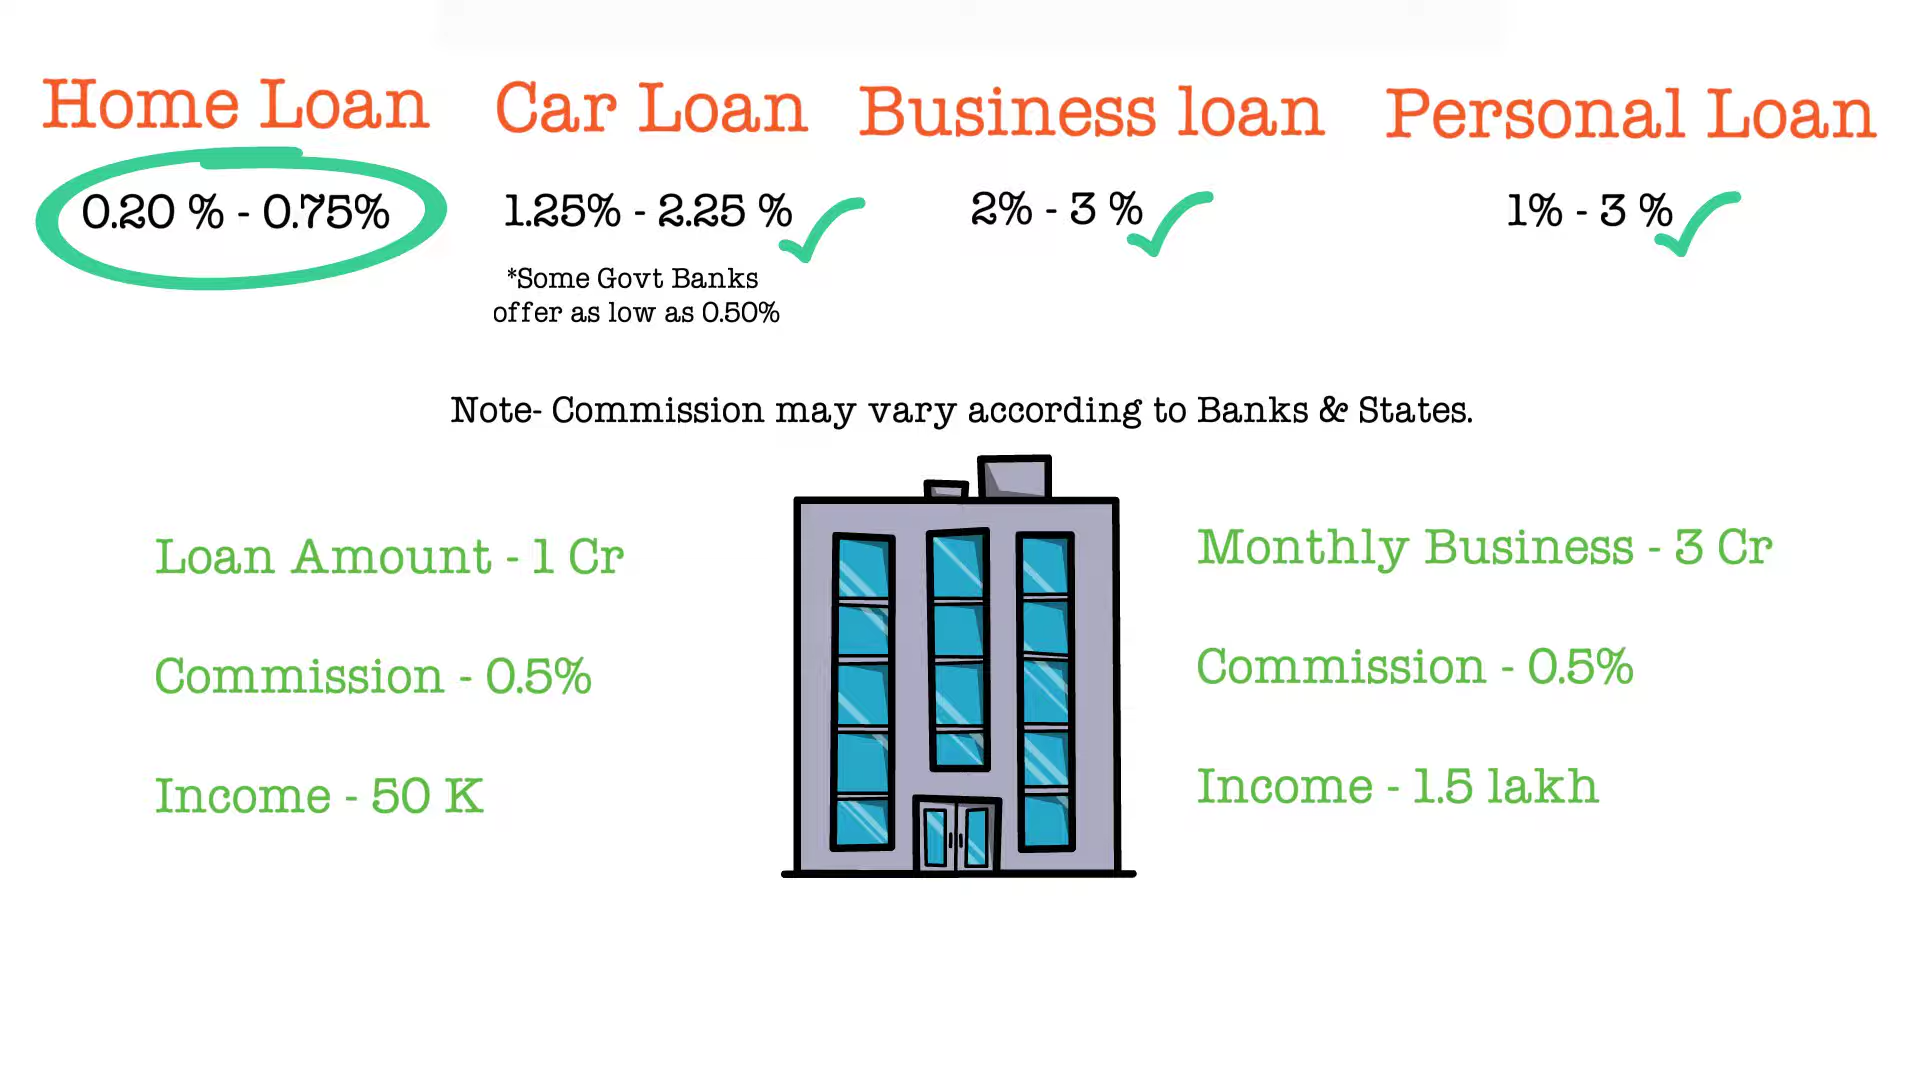 Home Loan
Car Loan
Business loan
Personal Loan
0.20 % - 0.75%
1.25% - 2.25 %
2% - 3 %
1% - 3 %
*Some Govt Banks
offer as low as 0.50%
Note- Commission may vary according to Banks & States.
Loan Amount - 1 Cr
Commission - 0.5%
Income - 50 K
Monthly Business - 3 Cr
Commission - 0.5%
Income - 1.5 lakh